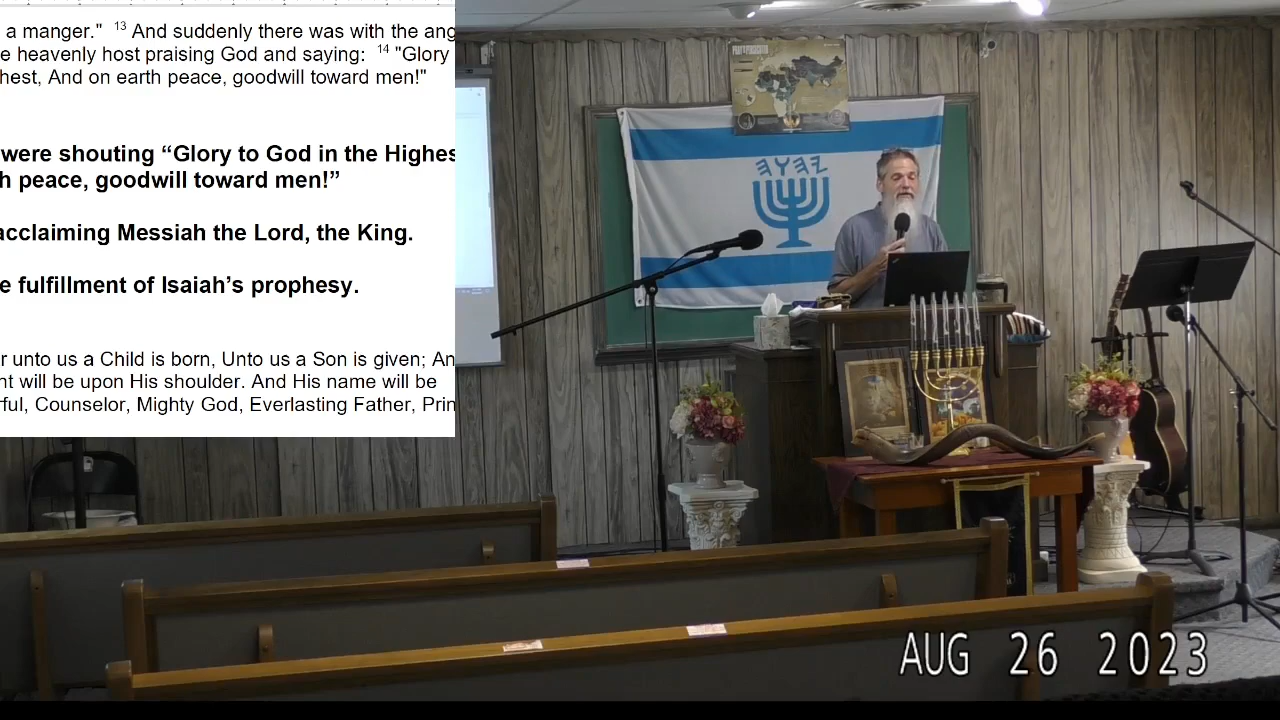 a manger." 13 And suddenly there was with the ang
e heavenly host praising God and saying: 14 "Glory
hest, And on earth peace, goodwill toward men!"
were shouting “Glory to God in the Highes
h peace, goodwill toward men!”
acclaiming Messiah the Lord, the King.
e fulfillment of Isaiah’s prophesy.
r unto us a Child is born, Unto us a Son is given; An
nt will be upon His shoulder. And His name will be
rful, Counselor, Mighty God, Everlasting Father, Prin
𐤉𐤄𐤅𐤄
AUG 26 2023